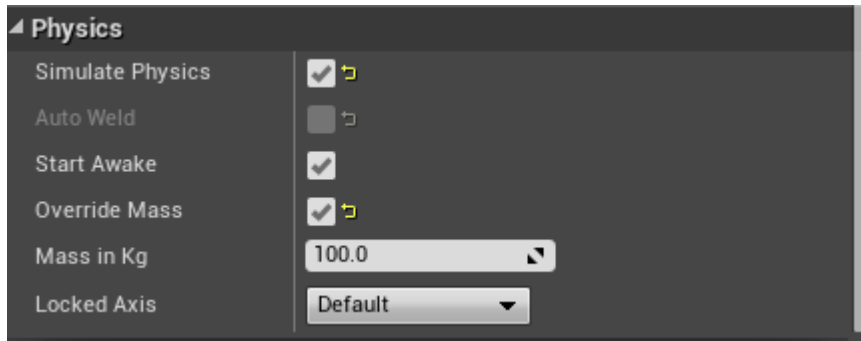 Physics
Simulate Physics
Auto Weld
Start Awake
Override Mass
Mass in Kg 100.0
Locked Axis Default